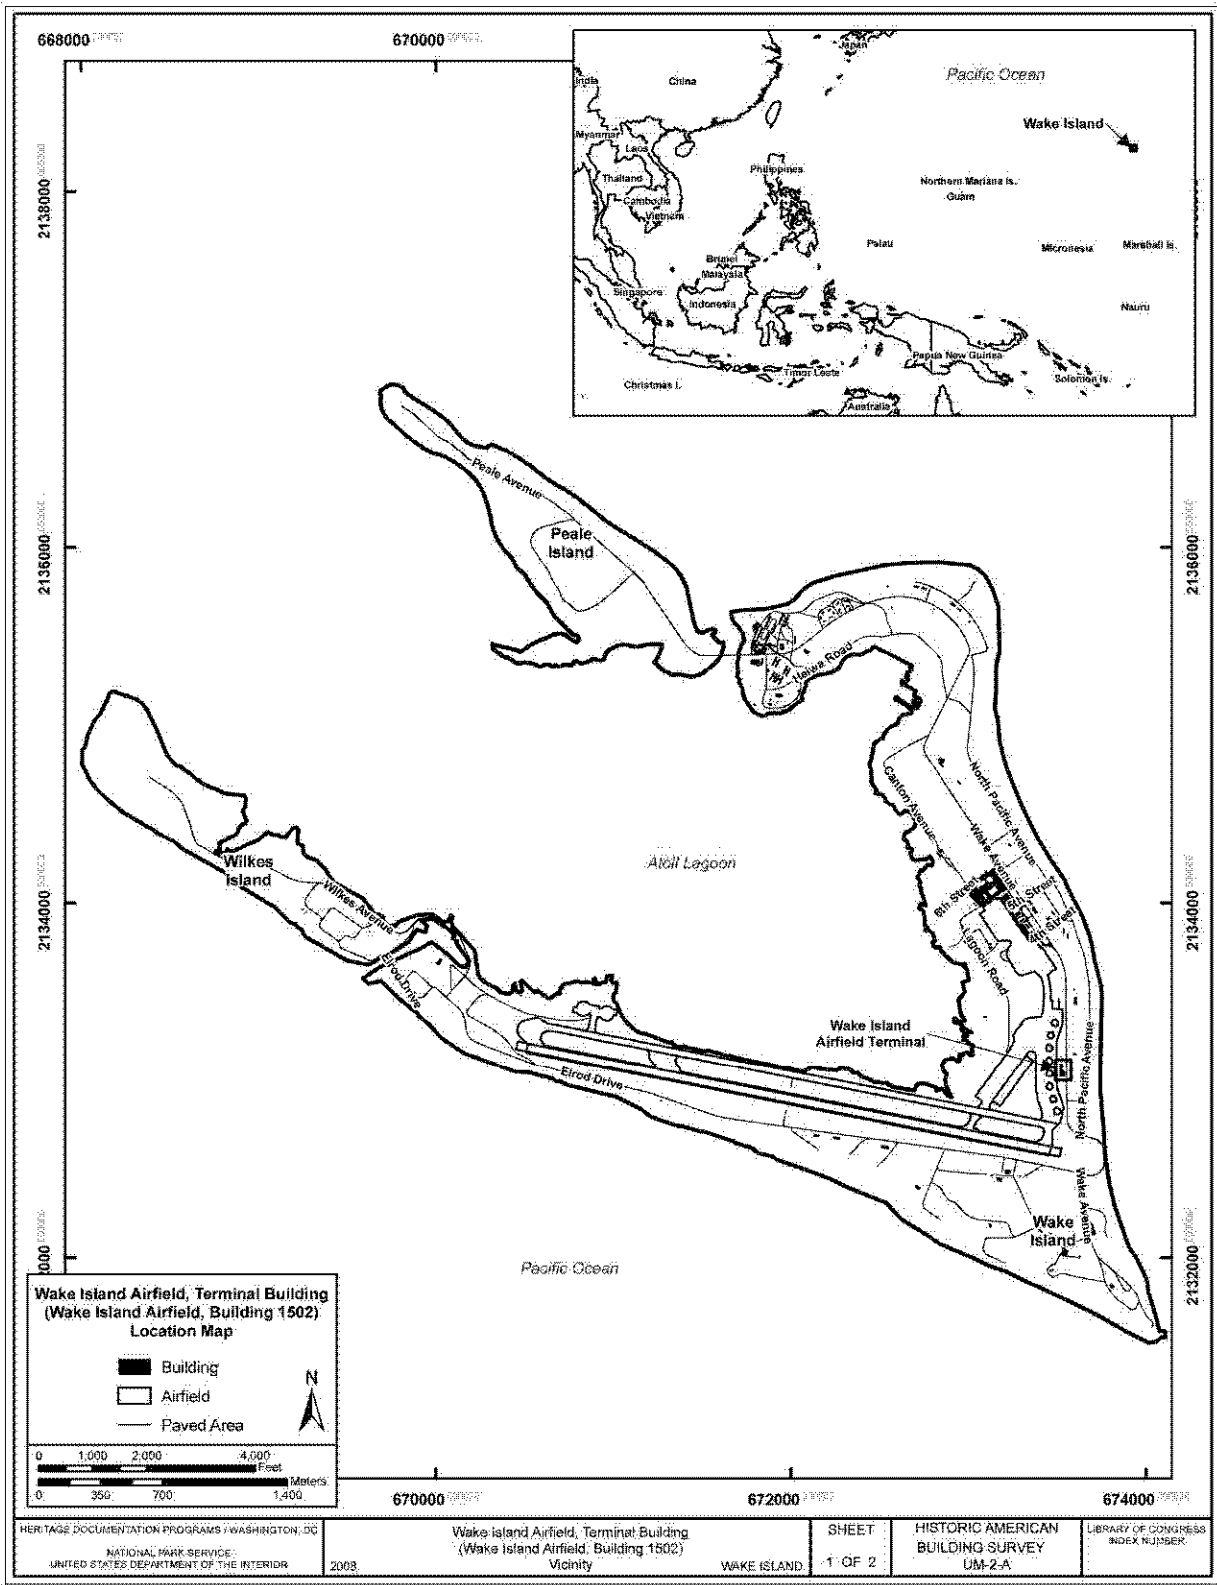 668000
670000
2138000
2136000
2134000
2136000
2134000
2132000
Japan
Pacific Ocean
India
China
Wake Island
Myanmar
Laos
Philippines
Thailand
Northern Mariana Is.
Guam
Cambodia
Vietnam
Palau
Micronesia
Marshall Is.
Brunei
Malaysia
Singapore
Indonesia
Nauru
Papua New Guinea
Timor Leste
Solomon Is.
Christmas I.
Australia
Peale Avenue
Peale
Island
Heiwa Road
North Pacific Avenue
Canton Avenue
Wake Avenue
Atoll Lagoon
Wilkes
Island
Wilkes Avenue
6th Street
5th Street
4th Street
Lagoon Road
Elrod Drive
Wake Island
Airfield Terminal
North Pacific Avenue
Elrod Drive
Wake Avenue
Wake
Island
Pacific Ocean
Wake Island Airfield, Terminal Building
(Wake Island Airfield, Building 1502)
Location Map
Building
Airfield
Paved Area
N
0 1,000 2,000 4,000
Feet
Meters
0 350 700 1,400
670000
672000
674000
HERITAGE DOCUMENTATION PROGRAMS / WASHINGTON, DC
NATIONAL PARK SERVICE
UNITED STATES DEPARTMENT OF THE INTERIOR
2008
Wake Island Airfield, Terminal Building
(Wake Island Airfield, Building 1502)
Vicinity
WAKE ISLAND
SHEET
1 OF 2
HISTORIC AMERICAN
BUILDING SURVEY
UM-2-A
LIBRARY OF CONGRESS
INDEX NUMBER